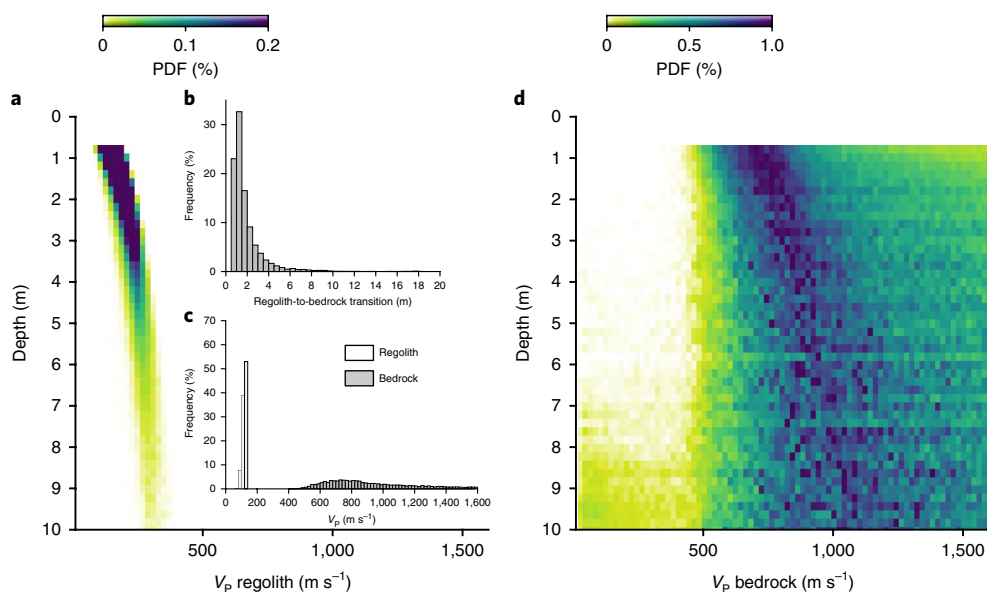 0 0.1 0.2
PDF (%)
0 0.5 1.0
PDF (%)
a
0
1
2
3
4
5
6
7
8
9
10
Depth (m)
500 1,000 1,500
V_P regolith (m s⁻¹)
b
30
20
10
0
Frequency (%)
0 2 4 6 8 10 12 14 16 18 20
Regolith-to-bedrock transition (m)
c
70
60
50
40
30
20
10
0
Frequency (%)
Regolith
Bedrock
0 200 400 600 800 1,000 1,200 1,400 1,600
V_P (m s⁻¹)
d
0
1
2
3
4
5
6
7
8
9
10
Depth (m)
500 1,000 1,500
V_P bedrock (m s⁻¹)